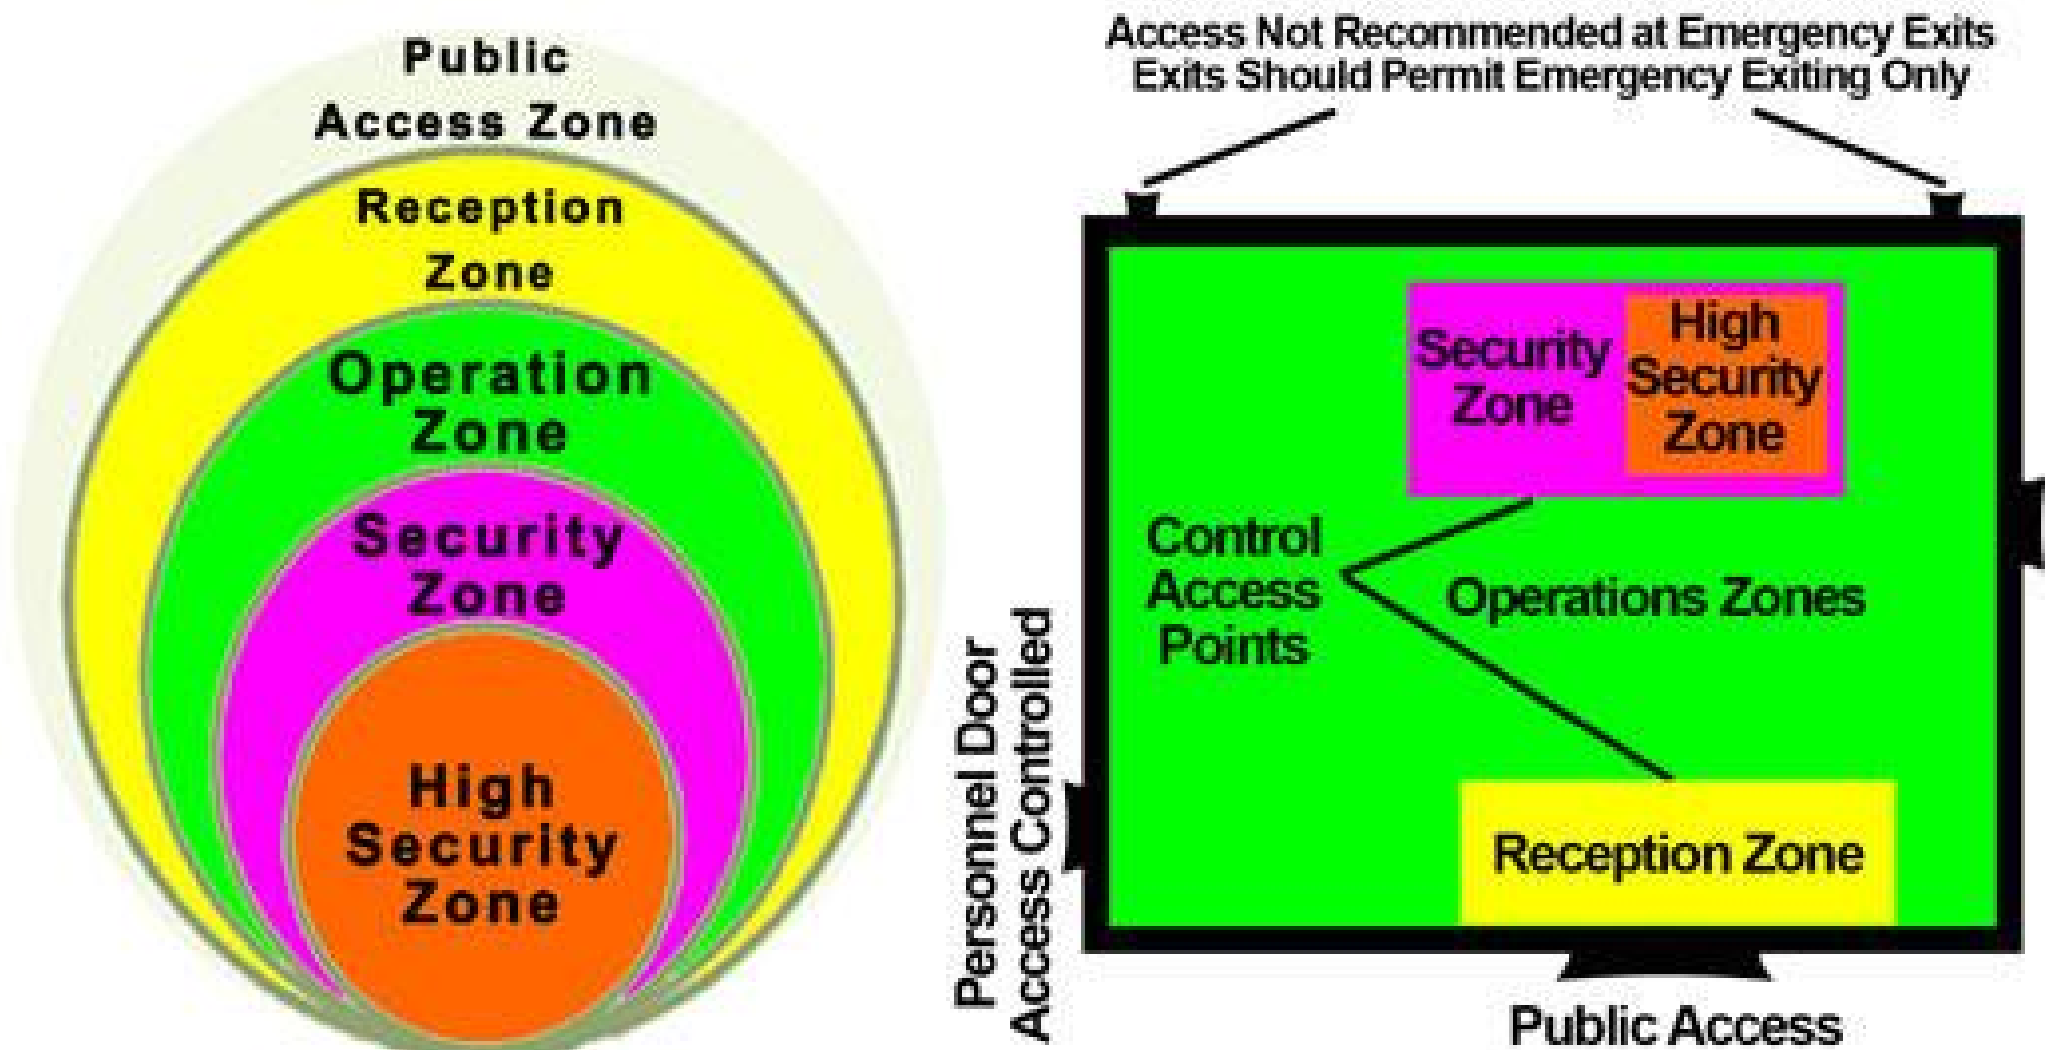 Public
Access Zone
Reception
Zone
Operation
Zone
Security
Zone
High
Security
Zone
Access Not Recommended at Emergency Exits
Exits Should Permit Emergency Exiting Only
Security
Zone
High
Security
Zone
Control
Access
Points
Operations Zones
Reception Zone
Personnel Door
Access Controlled
Public Access